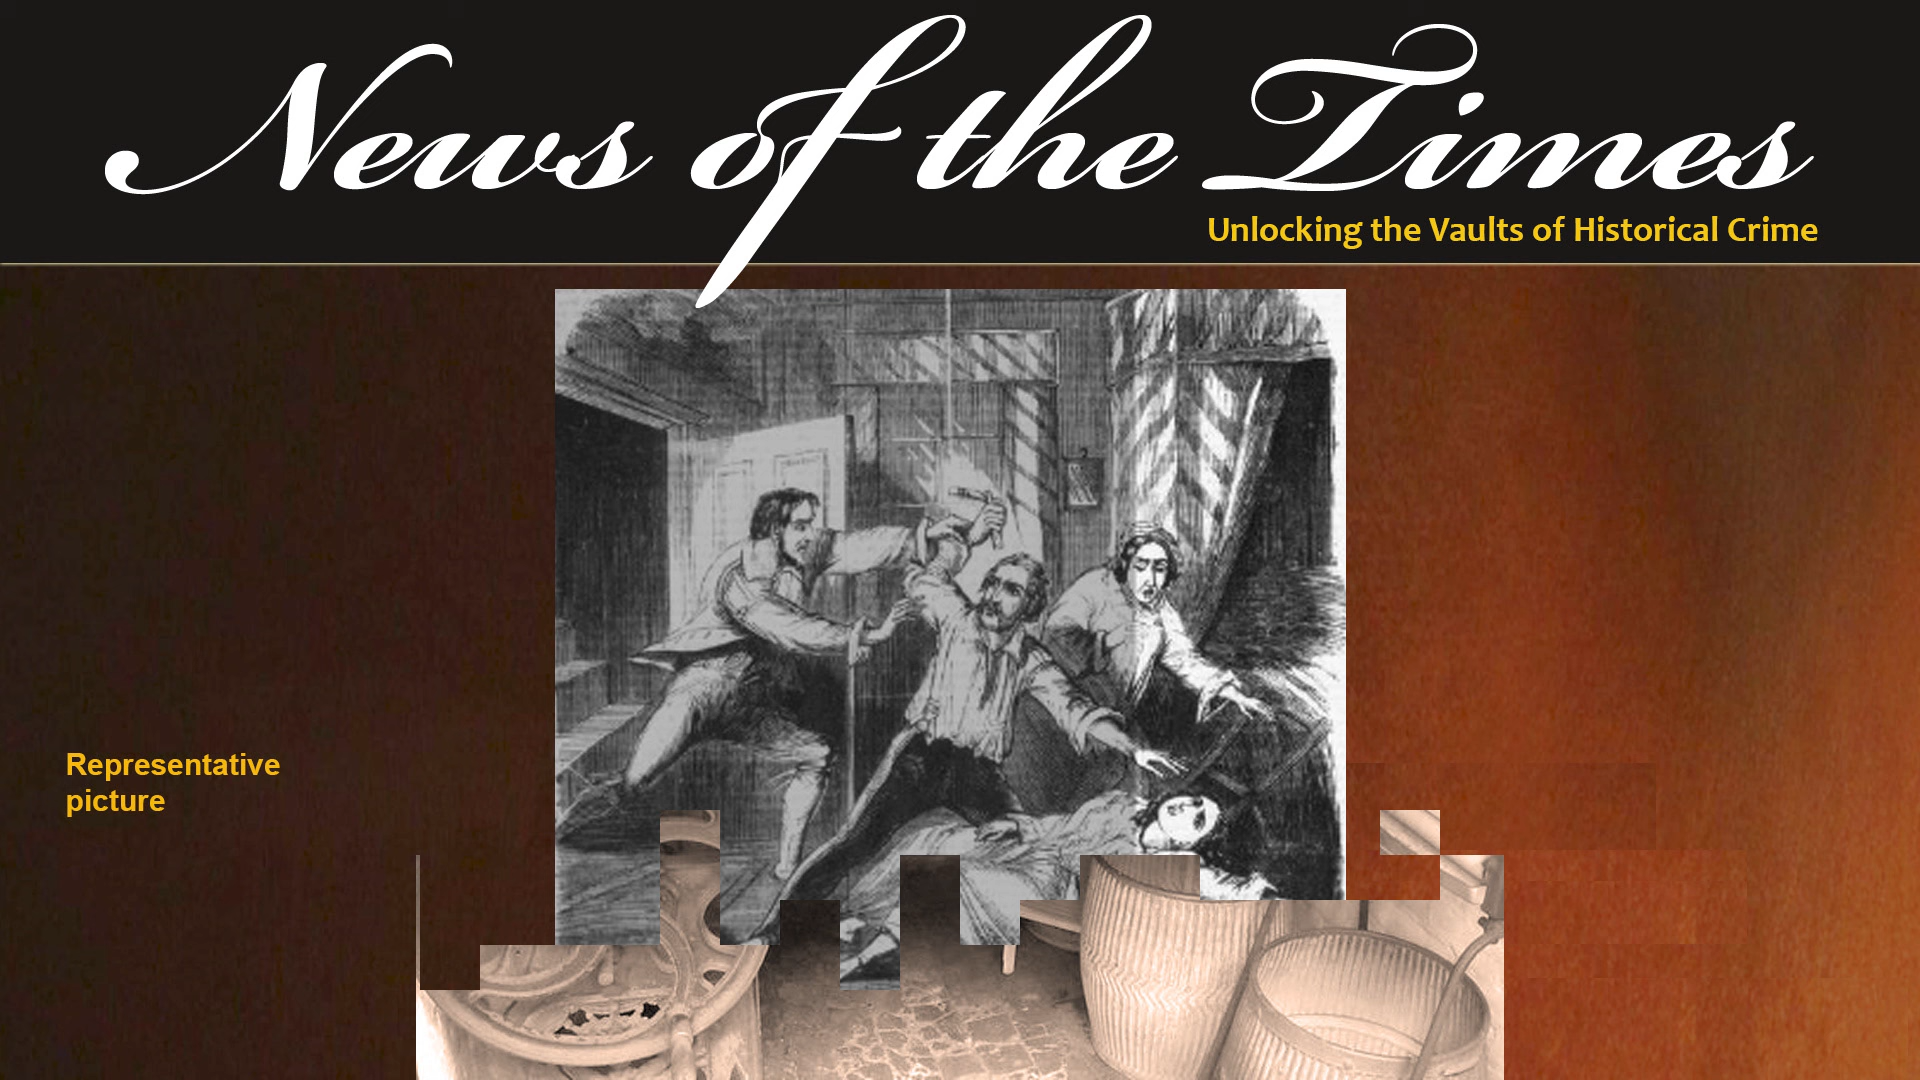 News of the Times
Unlocking the Vaults of Historical Crime
Representative
picture